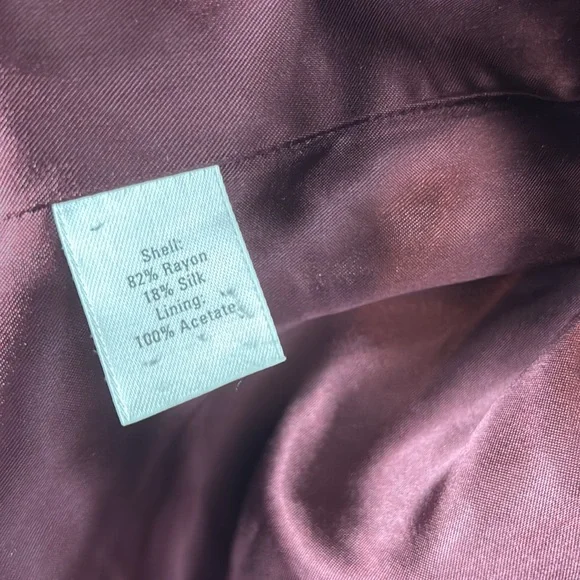 Shell:
82% Rayon
18% Silk
Lining:
100% Acetate